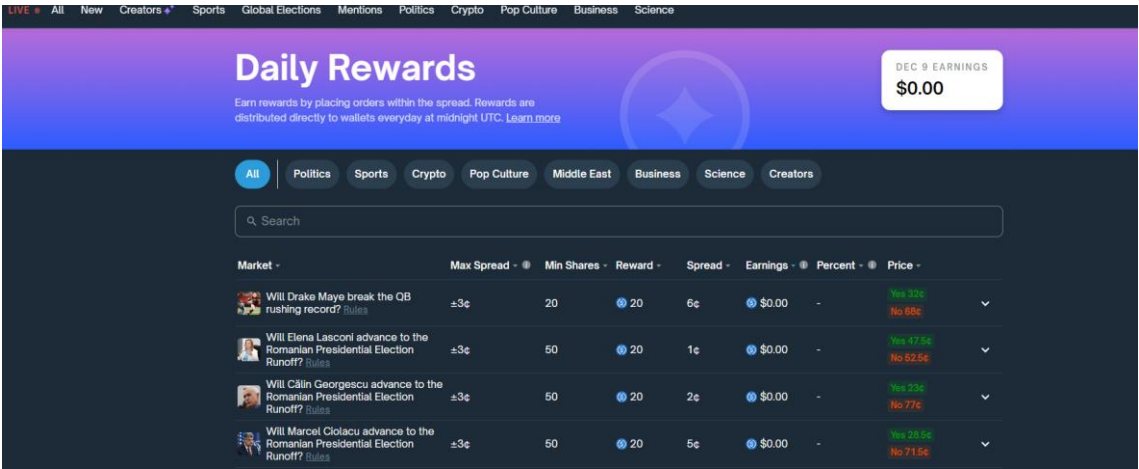 LIVE All New Creators Sports Global Elections Mentions Politics Crypto Pop Culture Business Science
Daily Rewards
Earn rewards by placing orders within the spread. Rewards are
distributed directly to wallets everyday at midnight UTC. Learn more
DEC 9 EARNINGS
$0.00
All Politics Sports Crypto Pop Culture Middle East Business Science Creators
Search
Market Max Spread Min Shares Reward Spread Earnings Percent Price
Will Drake Maye break the QB
rushing record? Rules
±3¢ 20 20 6¢ $0.00 -
Yes 32¢
No 68¢
Will Elena Lasconi advance to the
Romanian Presidential Election
Runoff? Rules
±3¢ 50 20 1¢ $0.00 -
Yes 47.5¢
No 52.5¢
Will Călin Georgescu advance to the
Romanian Presidential Election
Runoff? Rules
±3¢ 50 20 2¢ $0.00 -
Yes 23¢
No 77¢
Will Marcel Ciolacu advance to the
Romanian Presidential Election
Runoff? Rules
±3¢ 50 20 5¢ $0.00 -
Yes 28.5¢
No 71.5¢